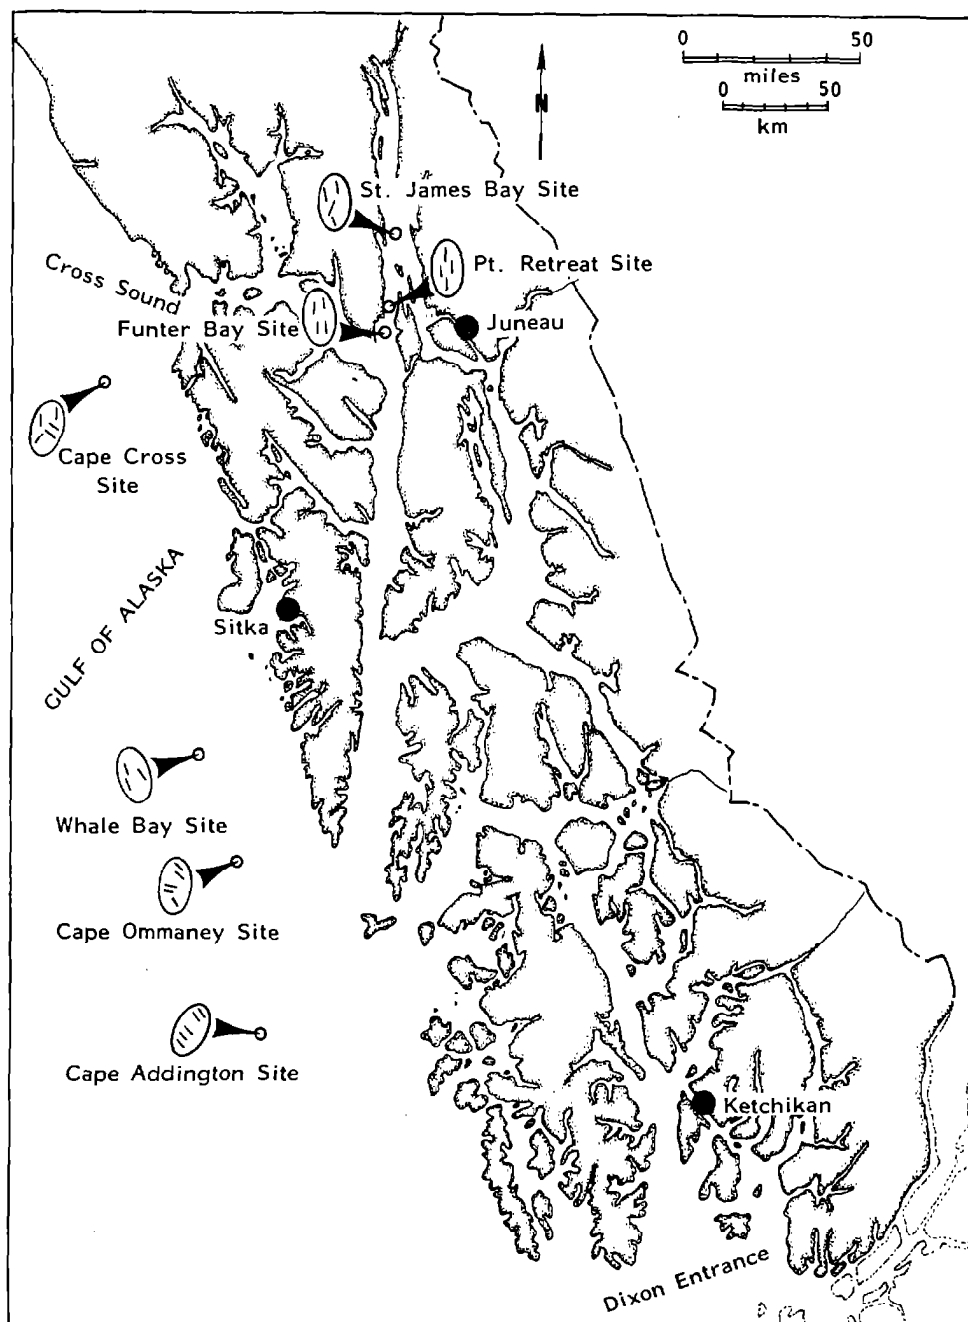 0 50
miles
0 50
km
N
St. James Bay Site
Pt. Retreat Site
Cross Sound
Funter Bay Site
Juneau
Cape Cross
Site
GULF OF ALASKA
Sitka
Whale Bay Site
Cape Ommaney Site
Cape Addington Site
Ketchikan
Dixon Entrance